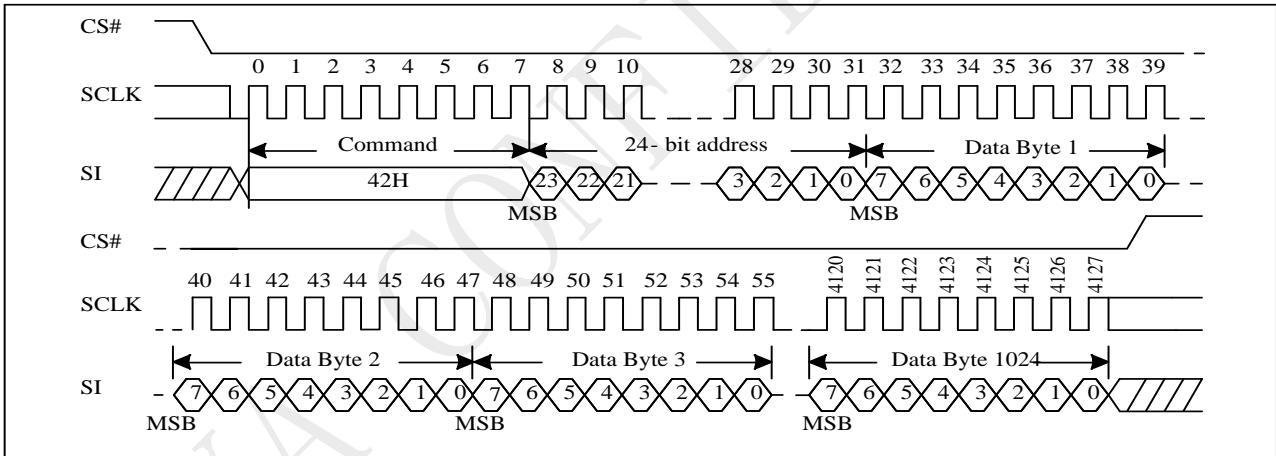 CS#
0 1 2 3 4 5 6 7 8 9 10 28 29 30 31 32 33 34 35 36 37 38 39
SCLK
Command 24- bit address Data Byte 1
SI 42H 23 22 21 3 2 1 0 7 6 5 4 3 2 1 0
MSB MSB
CS#
40 41 42 43 44 45 46 47 48 49 50 51 52 53 54 55 4120 4121 4122 4123 4124 4125 4126 4127
SCLK
Data Byte 2 Data Byte 3 Data Byte 1024
SI 7 6 5 4 3 2 1 0 7 6 5 4 3 2 1 0 7 6 5 4 3 2 1 0
MSB MSB MSB